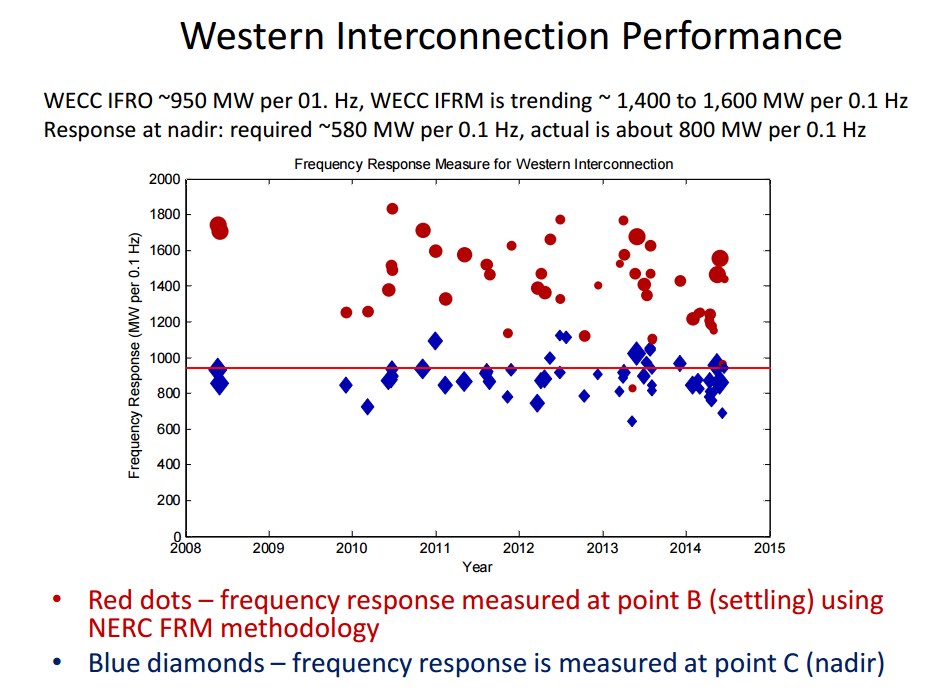 Western Interconnection Performance
WECC IFRO ~950 MW per 01. Hz, WECC IFRM is trending ~ 1,400 to 1,600 MW per 0.1 Hz
Response at nadir: required ~580 MW per 0.1 Hz, actual is about 800 MW per 0.1 Hz
Frequency Response Measure for Western Interconnection
Frequency Response (MW per 0.1 Hz)
2000
1800
1600
1400
1200
1000
800
600
400
200
0
2008 2009 2010 2011 2012 2013 2014 2015
Year
• Red dots – frequency response measured at point B (settling) using
NERC FRM methodology
• Blue diamonds – frequency response is measured at point C (nadir)